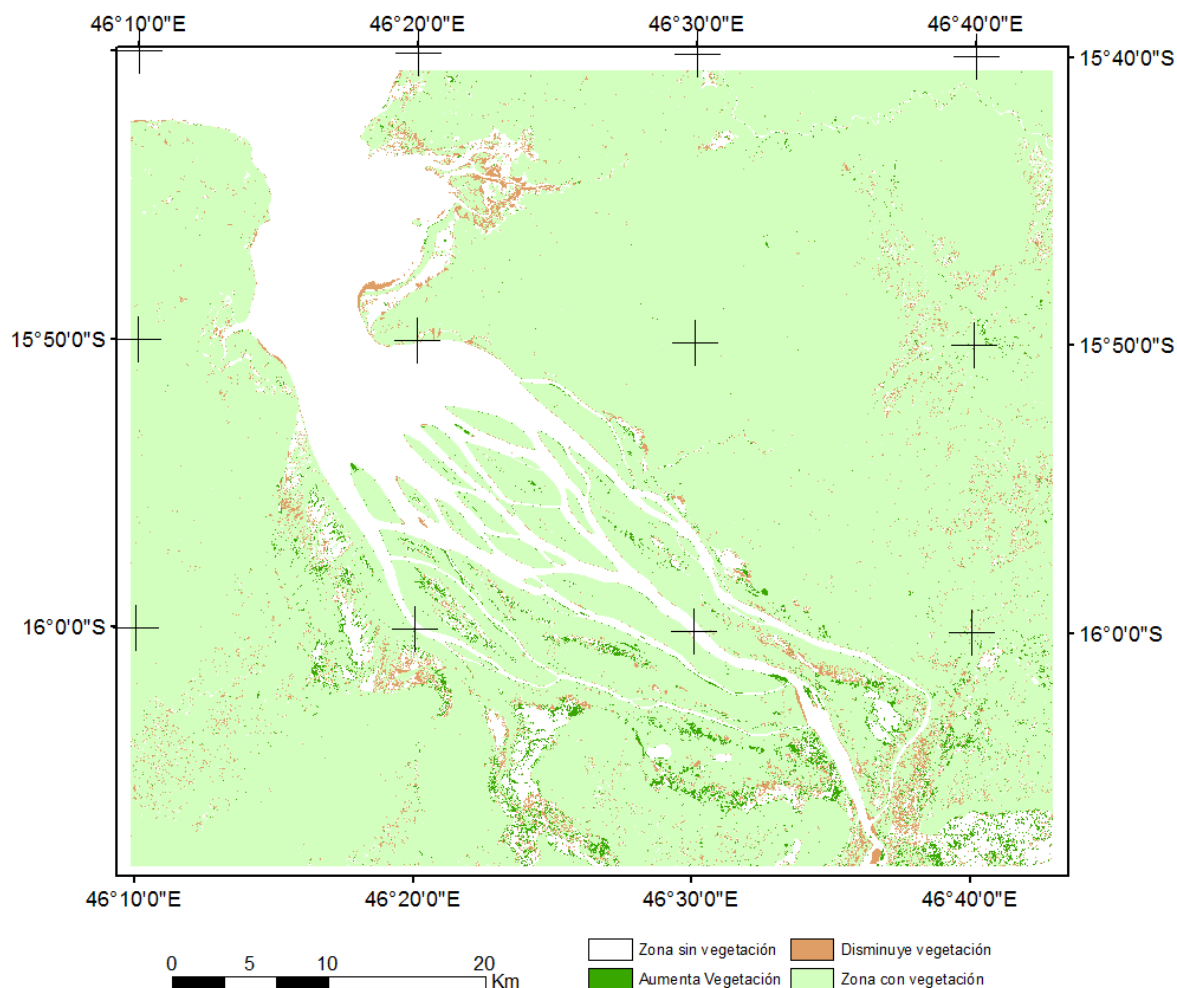 46°10'0"E 46°20'0"E 46°30'0"E 46°40'0"E
15°40'0"S
15°50'0"S 15°50'0"S
16°0'0"S 16°0'0"S
46°10'0"E 46°20'0"E 46°30'0"E 46°40'0"E
0 5 10 20
Km
Zona sin vegetación Disminuye vegetación
Aumenta Vegetación Zona con vegetación